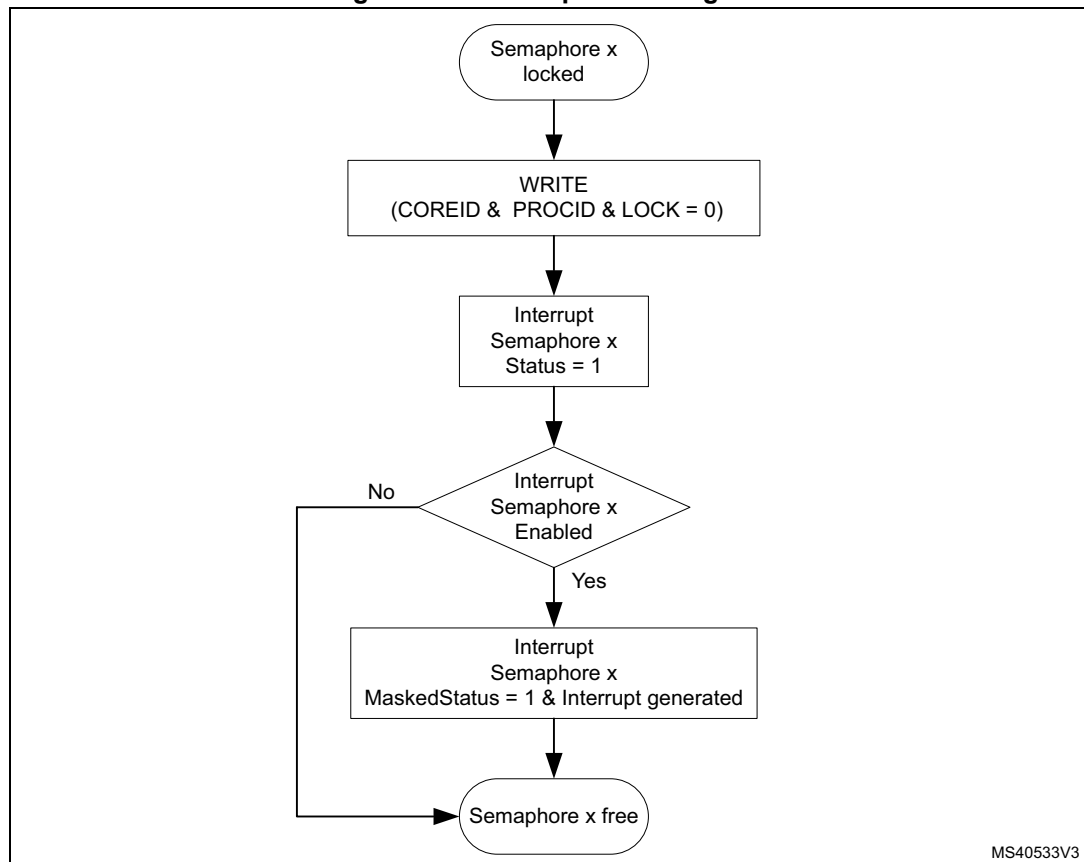 Semaphore x
locked
WRITE
(COREID & PROCID & LOCK = 0)
Interrupt
Semaphore x
Status = 1
Interrupt
Semaphore x
Enabled
No
Yes
Interrupt
Semaphore x
MaskedStatus = 1 & Interrupt generated
Semaphore x free
MS40533V3